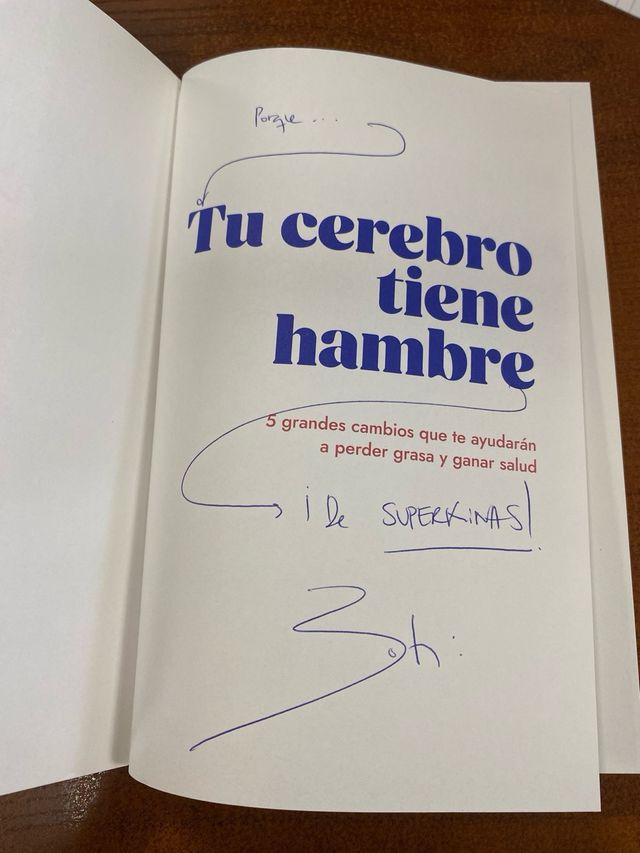 Porque...
Tu cerebro
tiene
hambre
5 grandes cambios que te ayudarán
a perder grasa y ganar salud
¡De SUPERKINAS!